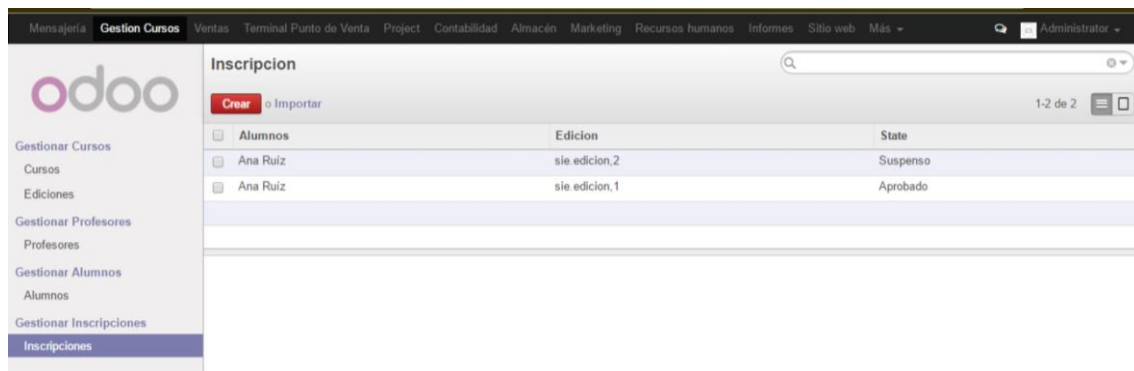 Mensajería Gestion Cursos Ventas Terminal Punto de Venta Project Contabilidad Almacén Marketing Recursos humanos Informes Sitio web Más Administrator
odoo
Inscripcion
Crear o Importar
1-2 de 2
Gestionar Cursos
Cursos
Ediciones
Gestionar Profesores
Profesores
Gestionar Alumnos
Alumnos
Gestionar Inscripciones
Inscripciones
Alumnos Edicion State
Ana Ruíz sie.edicion,2 Suspenso
Ana Ruíz sie.edicion,1 Aprobado